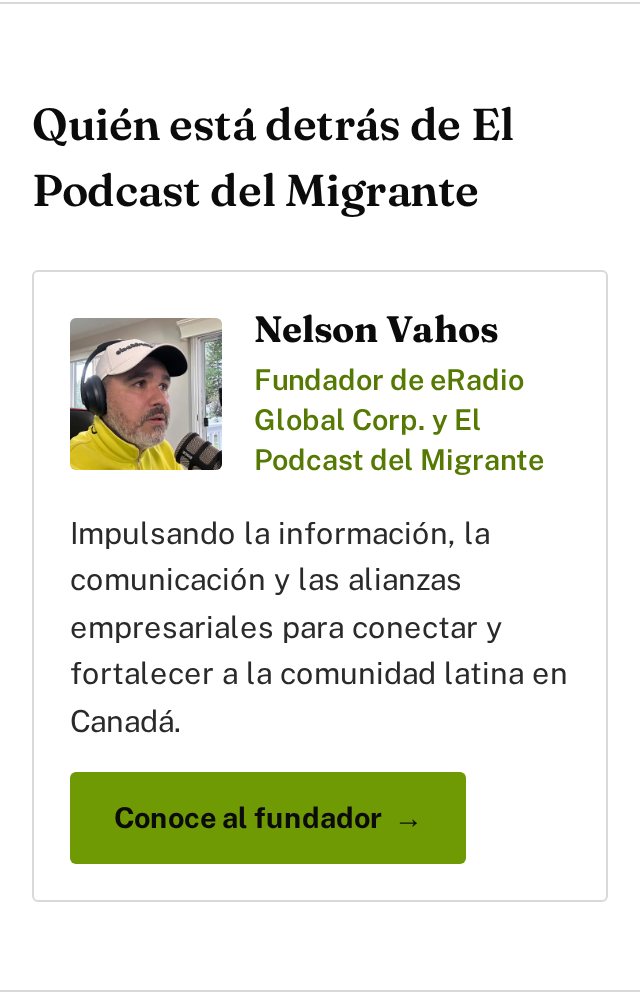 Quién está detrás de El
Podcast del Migrante
Nelson Vahos
Fundador de eRadio
Global Corp. y El
Podcast del Migrante
Impulsando la información, la
comunicación y las alianzas
empresariales para conectar y
fortalecer a la comunidad latina en
Canadá.
Conoce al fundador →